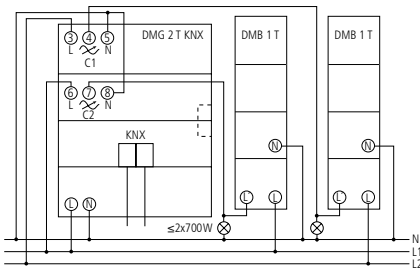 3 4 5 DMG 2 T KNX DMB 1 T DMB 1 T
L N
C1
6 7 8
L N
C2
KNX
N N
L N L L' L L'
≤2x700W
N
L1
L2